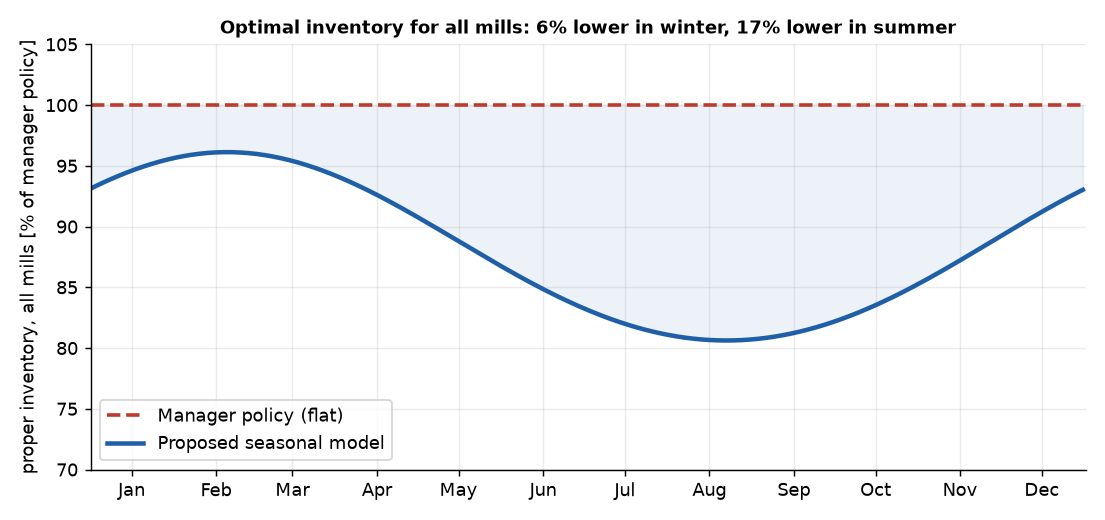 Optimal inventory for all mills: 6% lower in winter, 17% lower in summer
proper inventory, all mills [% of manager policy]
105
100
95
90
85
80
75
70
Manager policy (flat)
Proposed seasonal model
Jan Feb Mar Apr May Jun Jul Aug Sep Oct Nov Dec